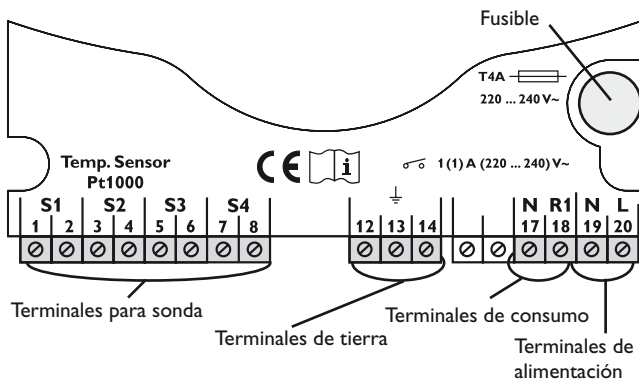 Fusible
T4A
220 ... 240 V~
Temp. Sensor
Pt1000
CE i
1 (1) A (220 ... 240) V~
S1 S2 S3 S4
N R1 N L
1 2 3 4 5 6 7 8
12 13 14
17 18 19 20
Terminales para sonda
Terminales de tierra
Terminales de consumo
Terminales de
alimentación